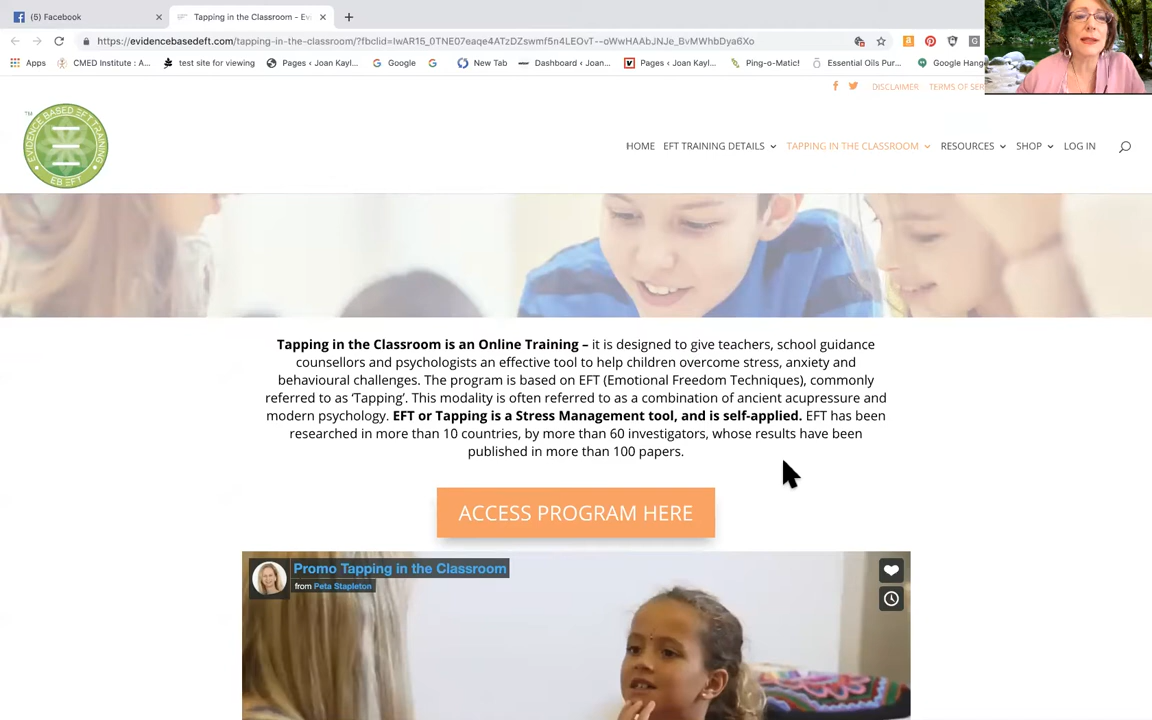 (5) Facebook
Tapping in the Classroom - Evi
https://evidencebasedeft.com/tapping-in-the-classroom/?fbclid=IwAR15_0TNE07eaqe4ATzDZswmf5n4LEOvT--oWwHAAbJNJe_BvMWhbDya6Xo
Apps CMED Institute : A... test site for viewing Pages ‹ Joan Kayl... Google New Tab Dashboard ‹ Joan... Pages ‹ Joan Kayl... Ping-o-Matic! Essential Oils Pur... Google Hang
DISCLAIMER TERMS OF SER
TM
EVIDENCE BASED EFT TRAINING
EB EFT
HOME EFT TRAINING DETAILS TAPPING IN THE CLASSROOM RESOURCES SHOP LOG IN
Tapping in the Classroom is an Online Training – it is designed to give teachers, school guidance
counsellors and psychologists an effective tool to help children overcome stress, anxiety and
behavioural challenges. The program is based on EFT (Emotional Freedom Techniques), commonly
referred to as ‘Tapping’. This modality is often referred to as a combination of ancient acupressure and
modern psychology. EFT or Tapping is a Stress Management tool, and is self-applied. EFT has been
researched in more than 10 countries, by more than 60 investigators, whose results have been
published in more than 100 papers.
ACCESS PROGRAM HERE
Promo Tapping in the Classroom
from Peta Stapleton